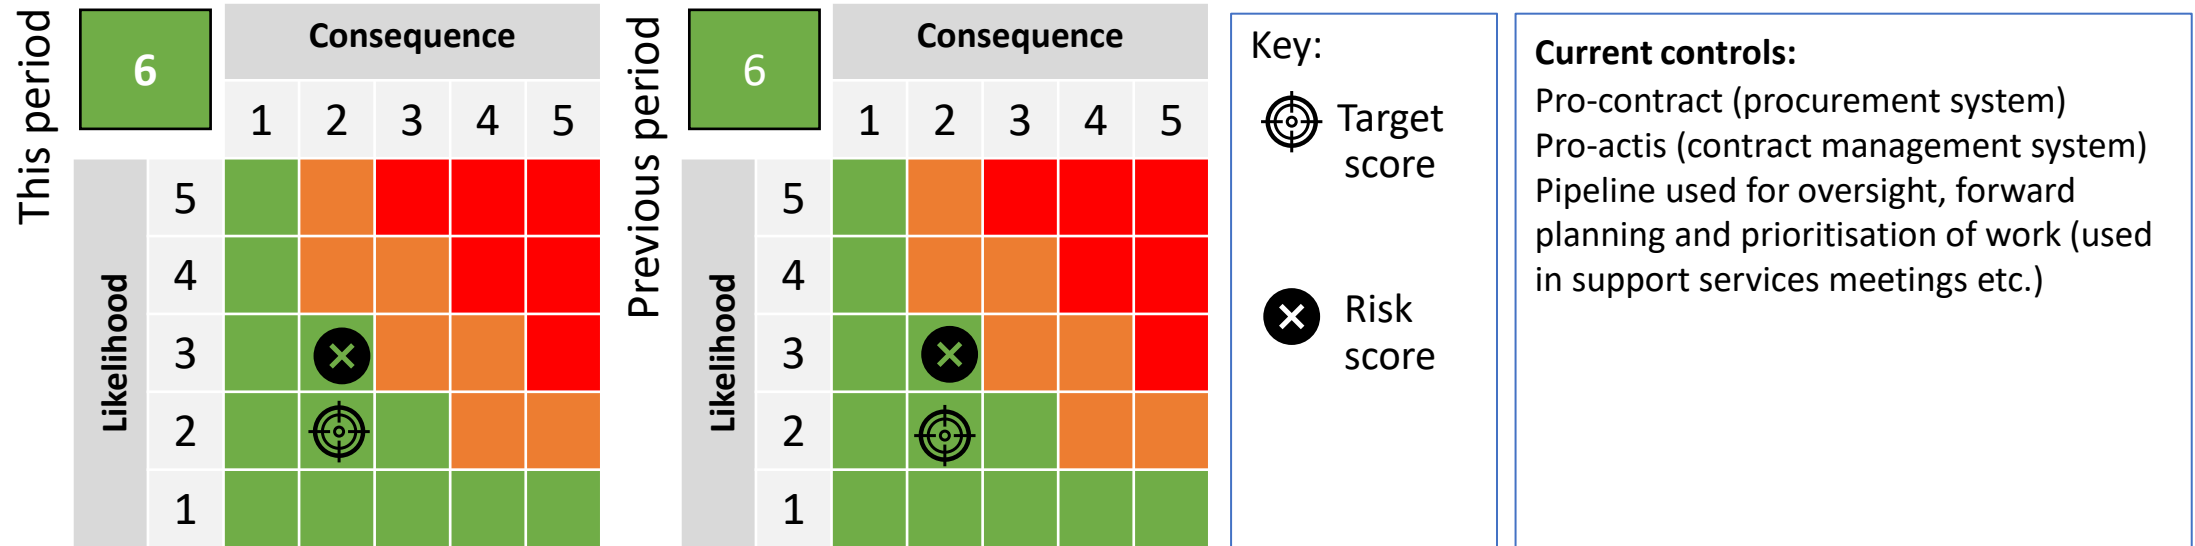 This period
6
Consequence
1 2 3 4 5
Likelihood
5
4
3
2
1
Previous period
6
Consequence
1 2 3 4 5
Likelihood
5
4
3
2
1
Key:
Target
score
Risk
score
Current controls:
Pro-contract (procurement system)
Pro-actis (contract management system)
Pipeline used for oversight, forward
planning and prioritisation of work (used
in support services meetings etc.)